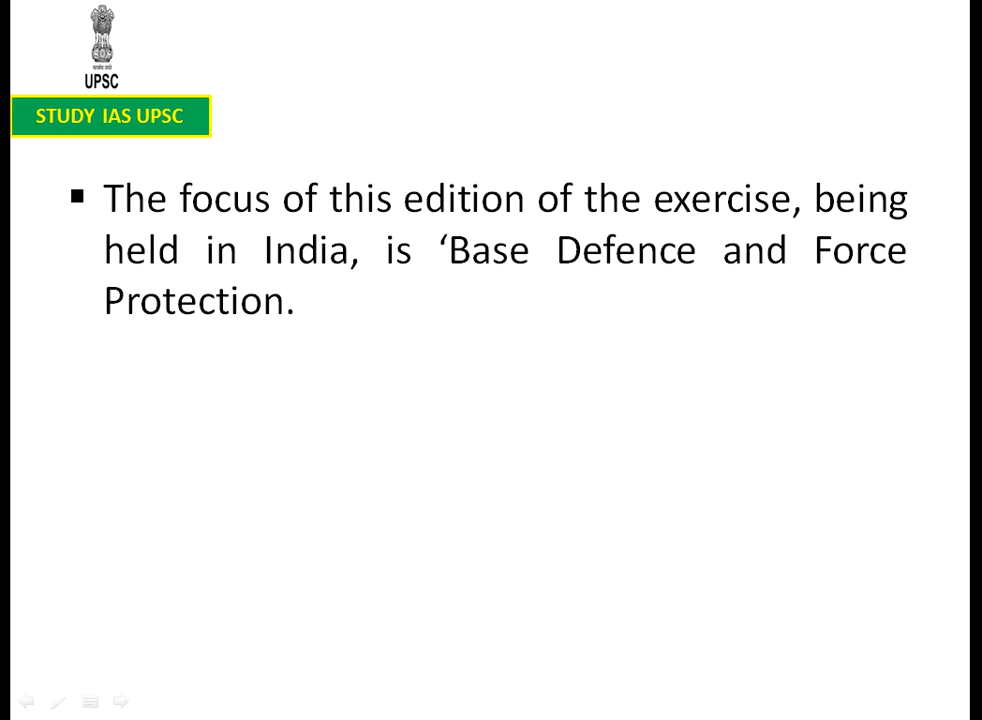 UPSC
STUDY IAS UPSC
▪ The focus of this edition of the exercise, being
held in India, is ‘Base Defence and Force
Protection.